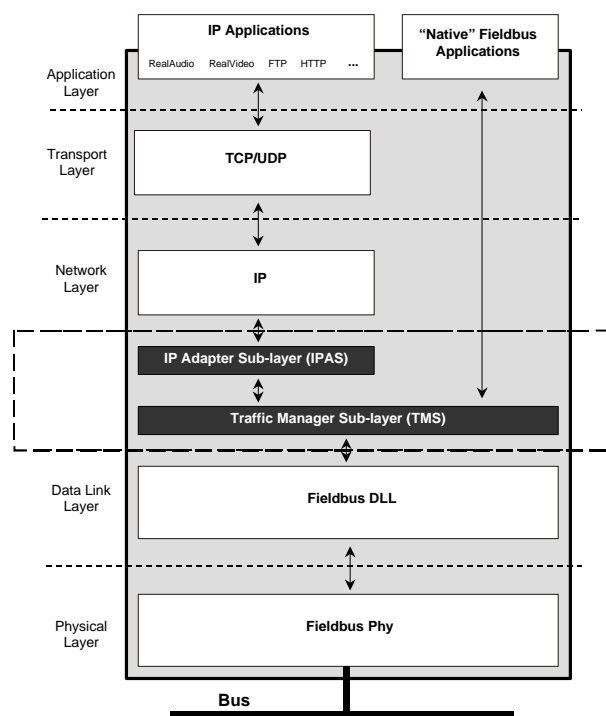 IP Applications
RealAudio RealVideo FTP HTTP ...
“Native” Fieldbus
Applications
Application
Layer
Transport
Layer
TCP/UDP
Network
Layer
IP
IP Adapter Sub-layer (IPAS)
Traffic Manager Sub-layer (TMS)
Data Link
Layer
Fieldbus DLL
Physical
Layer
Fieldbus Phy
Bus